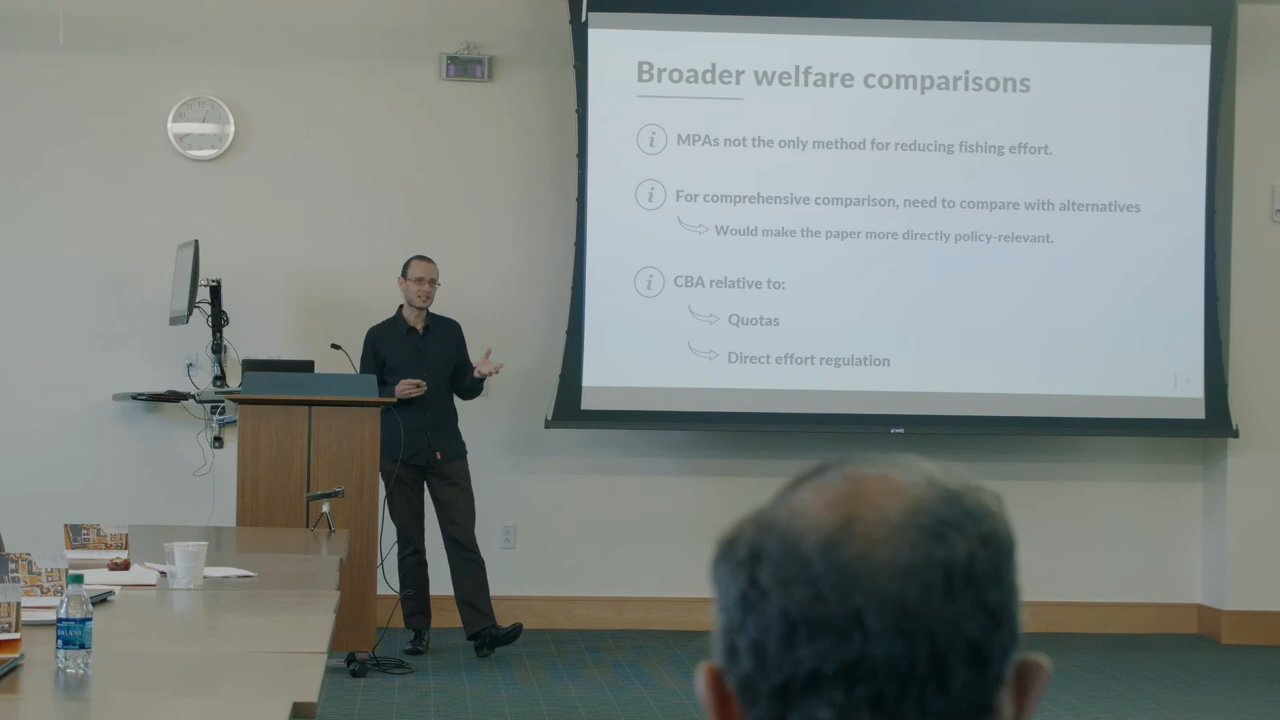 Broader welfare comparisons
i MPAs not the only method for reducing fishing effort.
i For comprehensive comparison, need to compare with alternatives
Would make the paper more directly policy-relevant.
i CBA relative to:
Quotas
Direct effort regulation